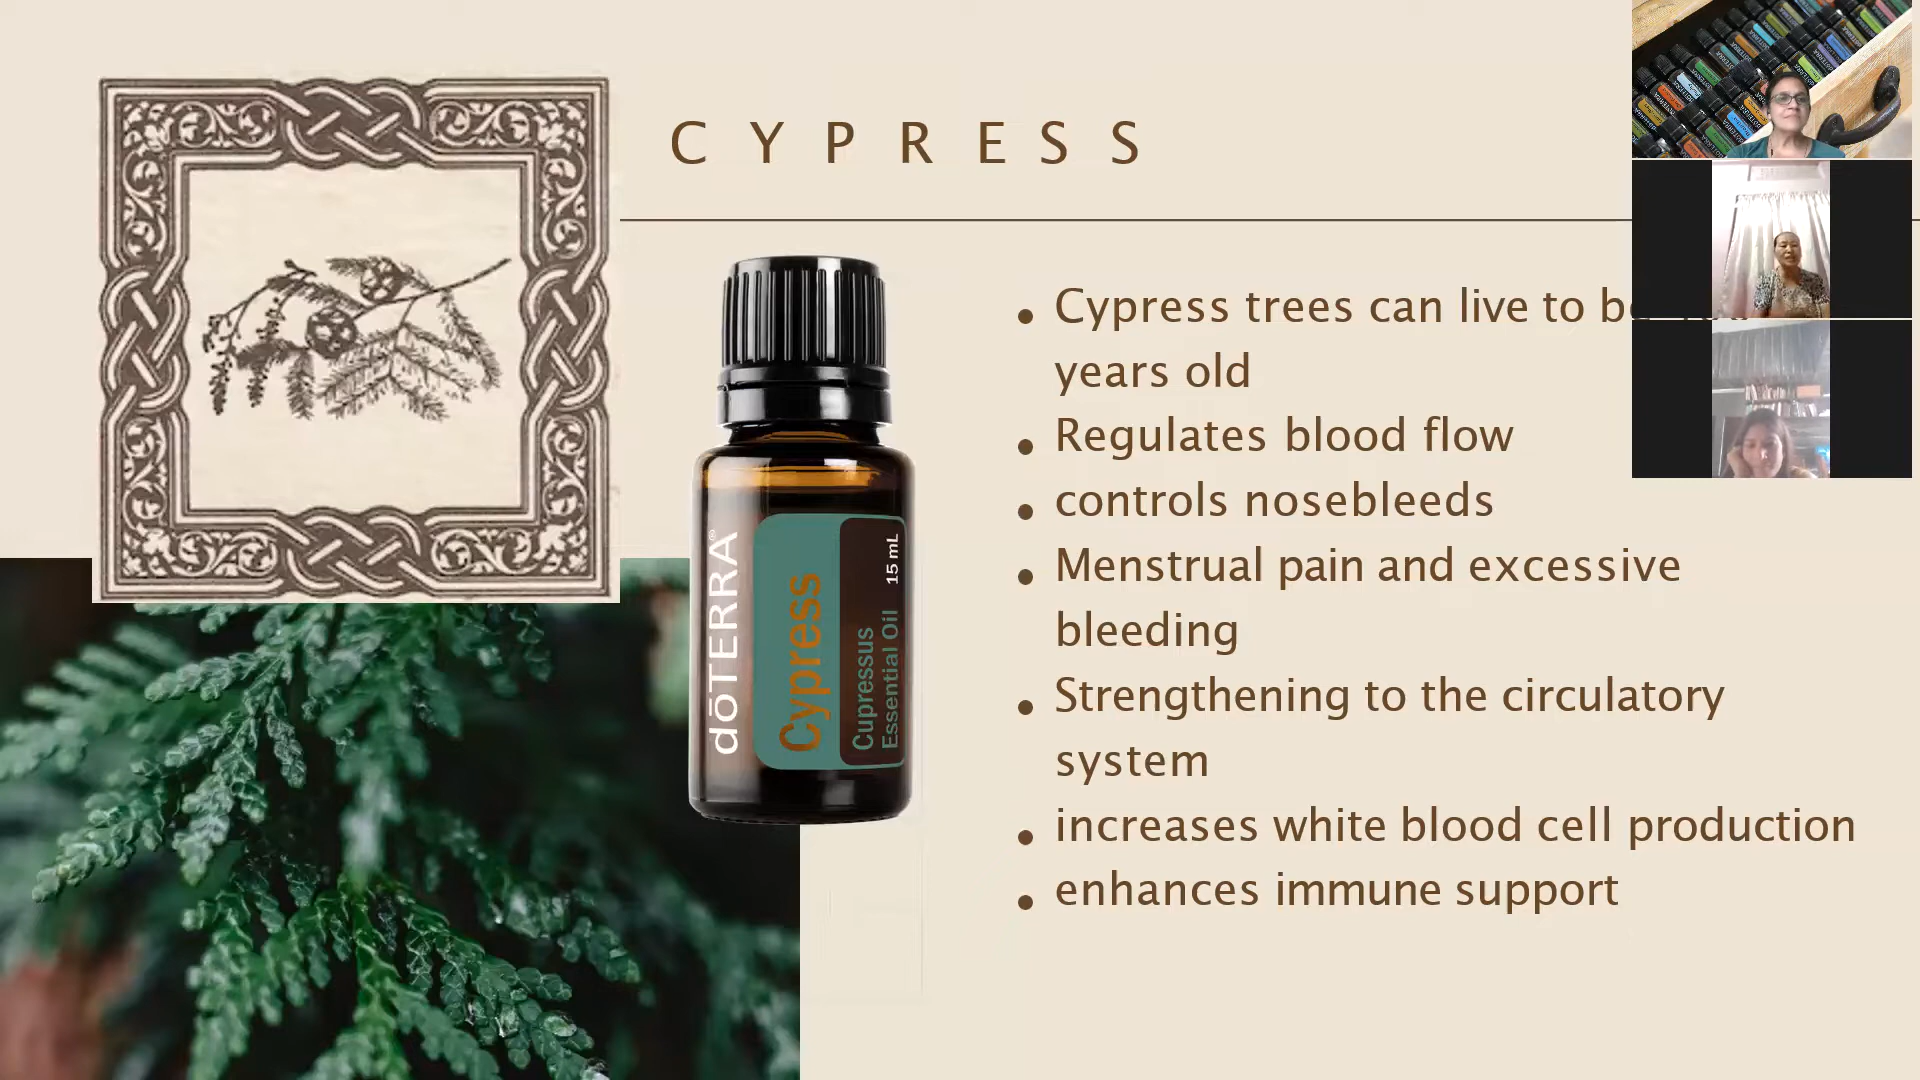 CYPRESS
Cypress trees can live to be
years old
Regulates blood flow
controls nosebleeds
Menstrual pain and excessive
bleeding
Strengthening to the circulatory
system
increases white blood cell production
enhances immune support
dōTERRA®
Cypress
Cupressus
Essential Oil 15 mL